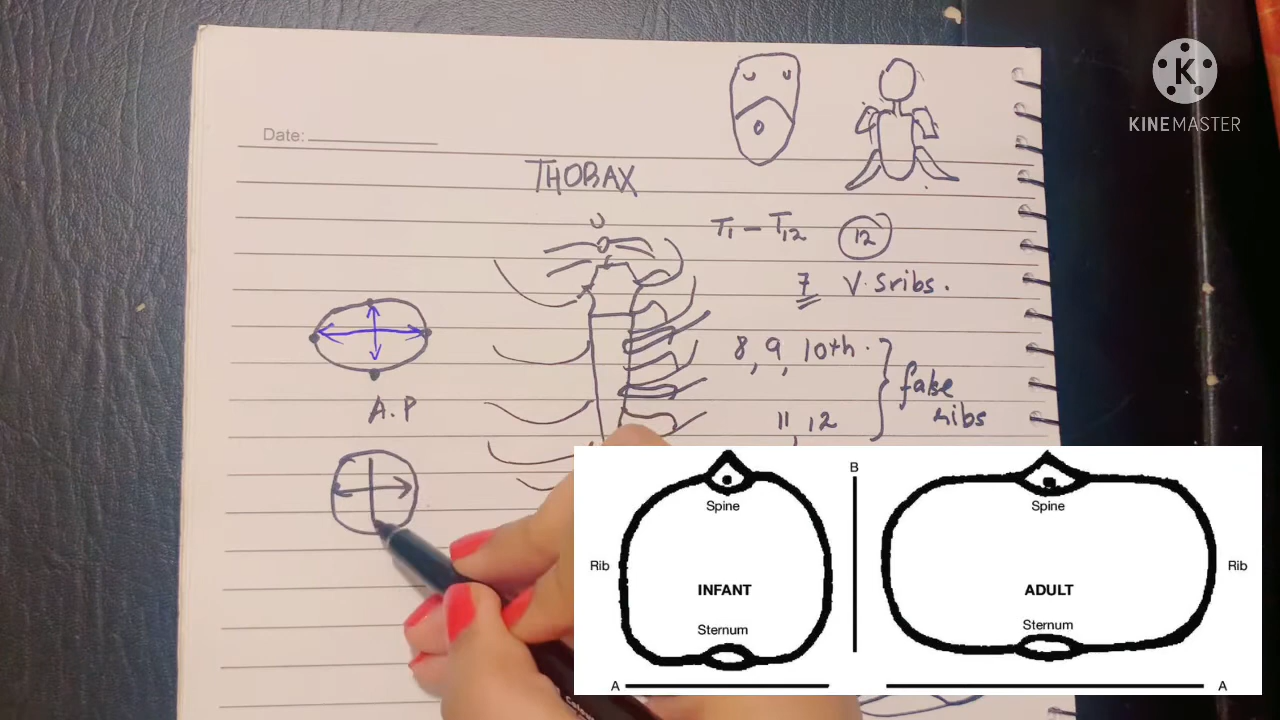 KINEMASTER
Date:
THORAX
T1 - T12 12
7 V. Sribs.
8, 9, 10th.
11, 12
false
ribs
A.P
B
Spine
Spine
Rib
Rib
INFANT
ADULT
Sternum
Sternum
A
A